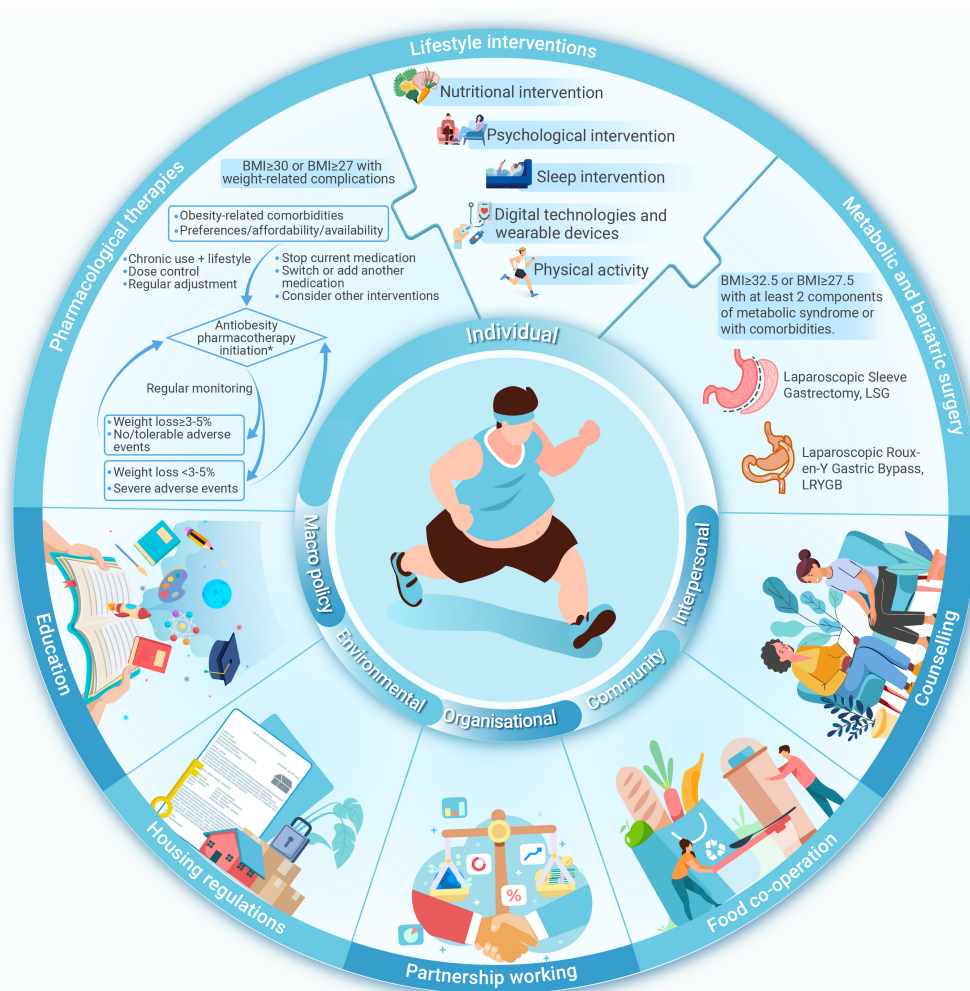 Lifestyle interventions
Nutritional intervention
Psychological intervention
Sleep intervention
Digital technologies and
wearable devices
Physical activity
Pharmacological therapies
BMI≥30 or BMI≥27 with
weight-related complications
• Obesity-related comorbidities
• Preferences/affordability/availability
• Chronic use + lifestyle
• Dose control
• Regular adjustment
• Stop current medication
• Switch or add another
medication
• Consider other interventions
Antiobesity
pharmacotherapy
initiation*
Regular monitoring
• Weight loss≥3-5%
• No/tolerable adverse
events
• Weight loss <3-5%
• Severe adverse events
Metabolic and bariatric surgery
BMI≥32.5 or BMI≥27.5
with at least 2 components
of metabolic syndrome or
with comorbidities.
Laparoscopic Sleeve
Gastrectomy, LSG
Laparoscopic Roux-
en-Y Gastric Bypass,
LRYGB
Individual
Macro policy
Environmental
Organisational
Community
Interpersonal
Education
Housing regulations
Partnership working
%
Food co-operation
Counselling